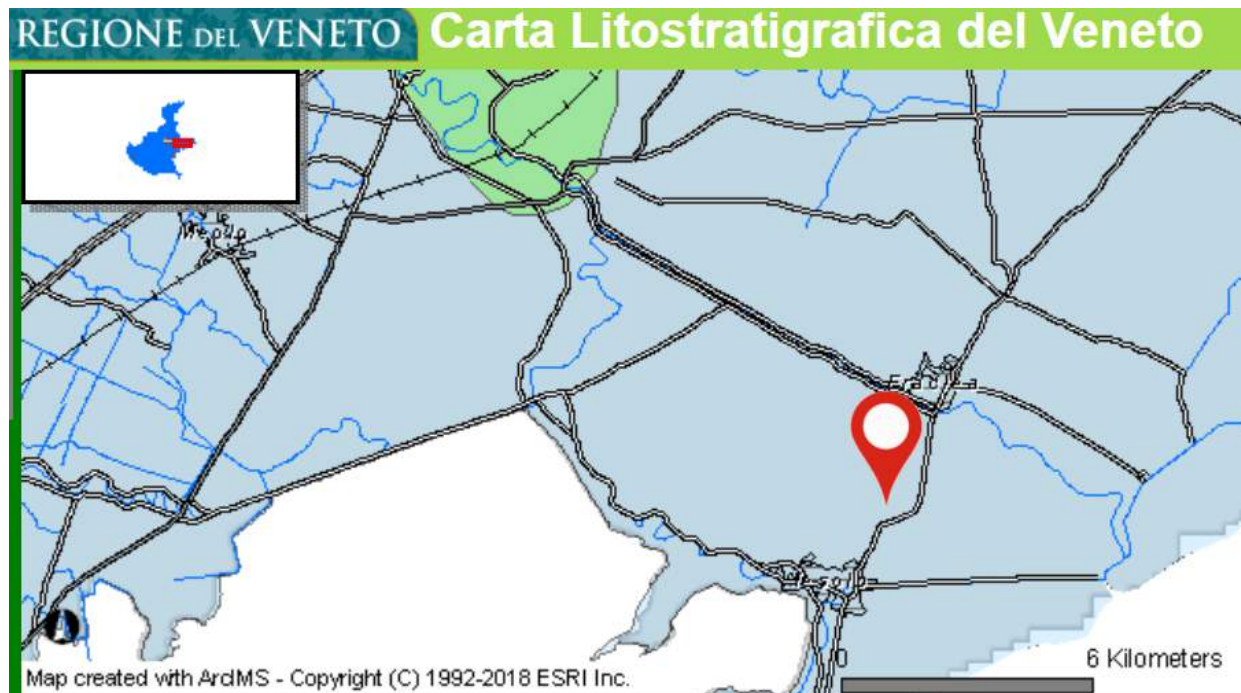 REGIONE DEL VENETO Carta Litostratigrafica del Veneto
0
6 Kilometers
Map created with ArcIMS - Copyright (C) 1992-2018 ESRI Inc.